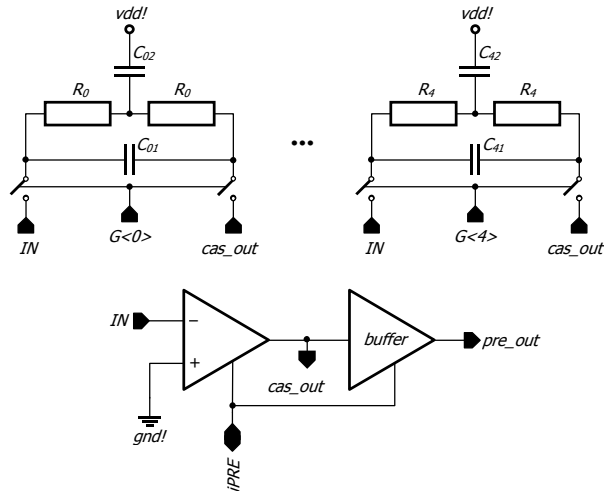 vdd! vdd!
C02 C42
R0 R0 R4 R4
C01 ... C41
IN G<0> cas_out IN G<4> cas_out
IN − buffer pre_out
+
cas_out
gnd!
iPRE